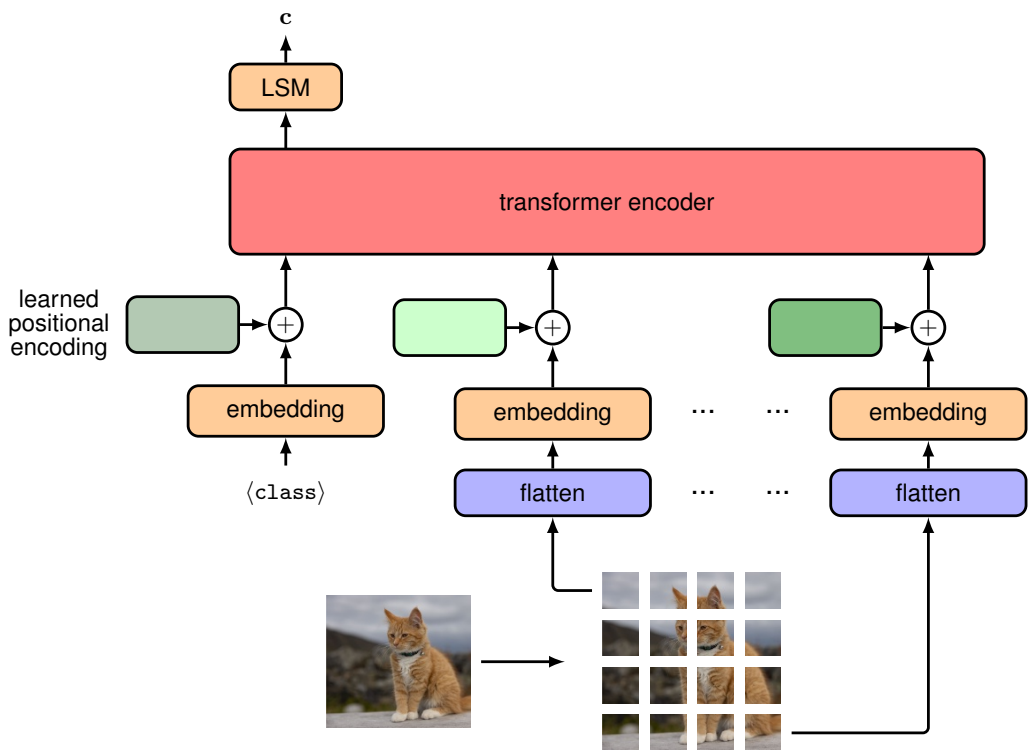 c
LSM
transformer encoder
learned
positional
encoding
+
+
+
embedding
embedding
... ...
embedding
⟨class⟩
flatten
... ...
flatten